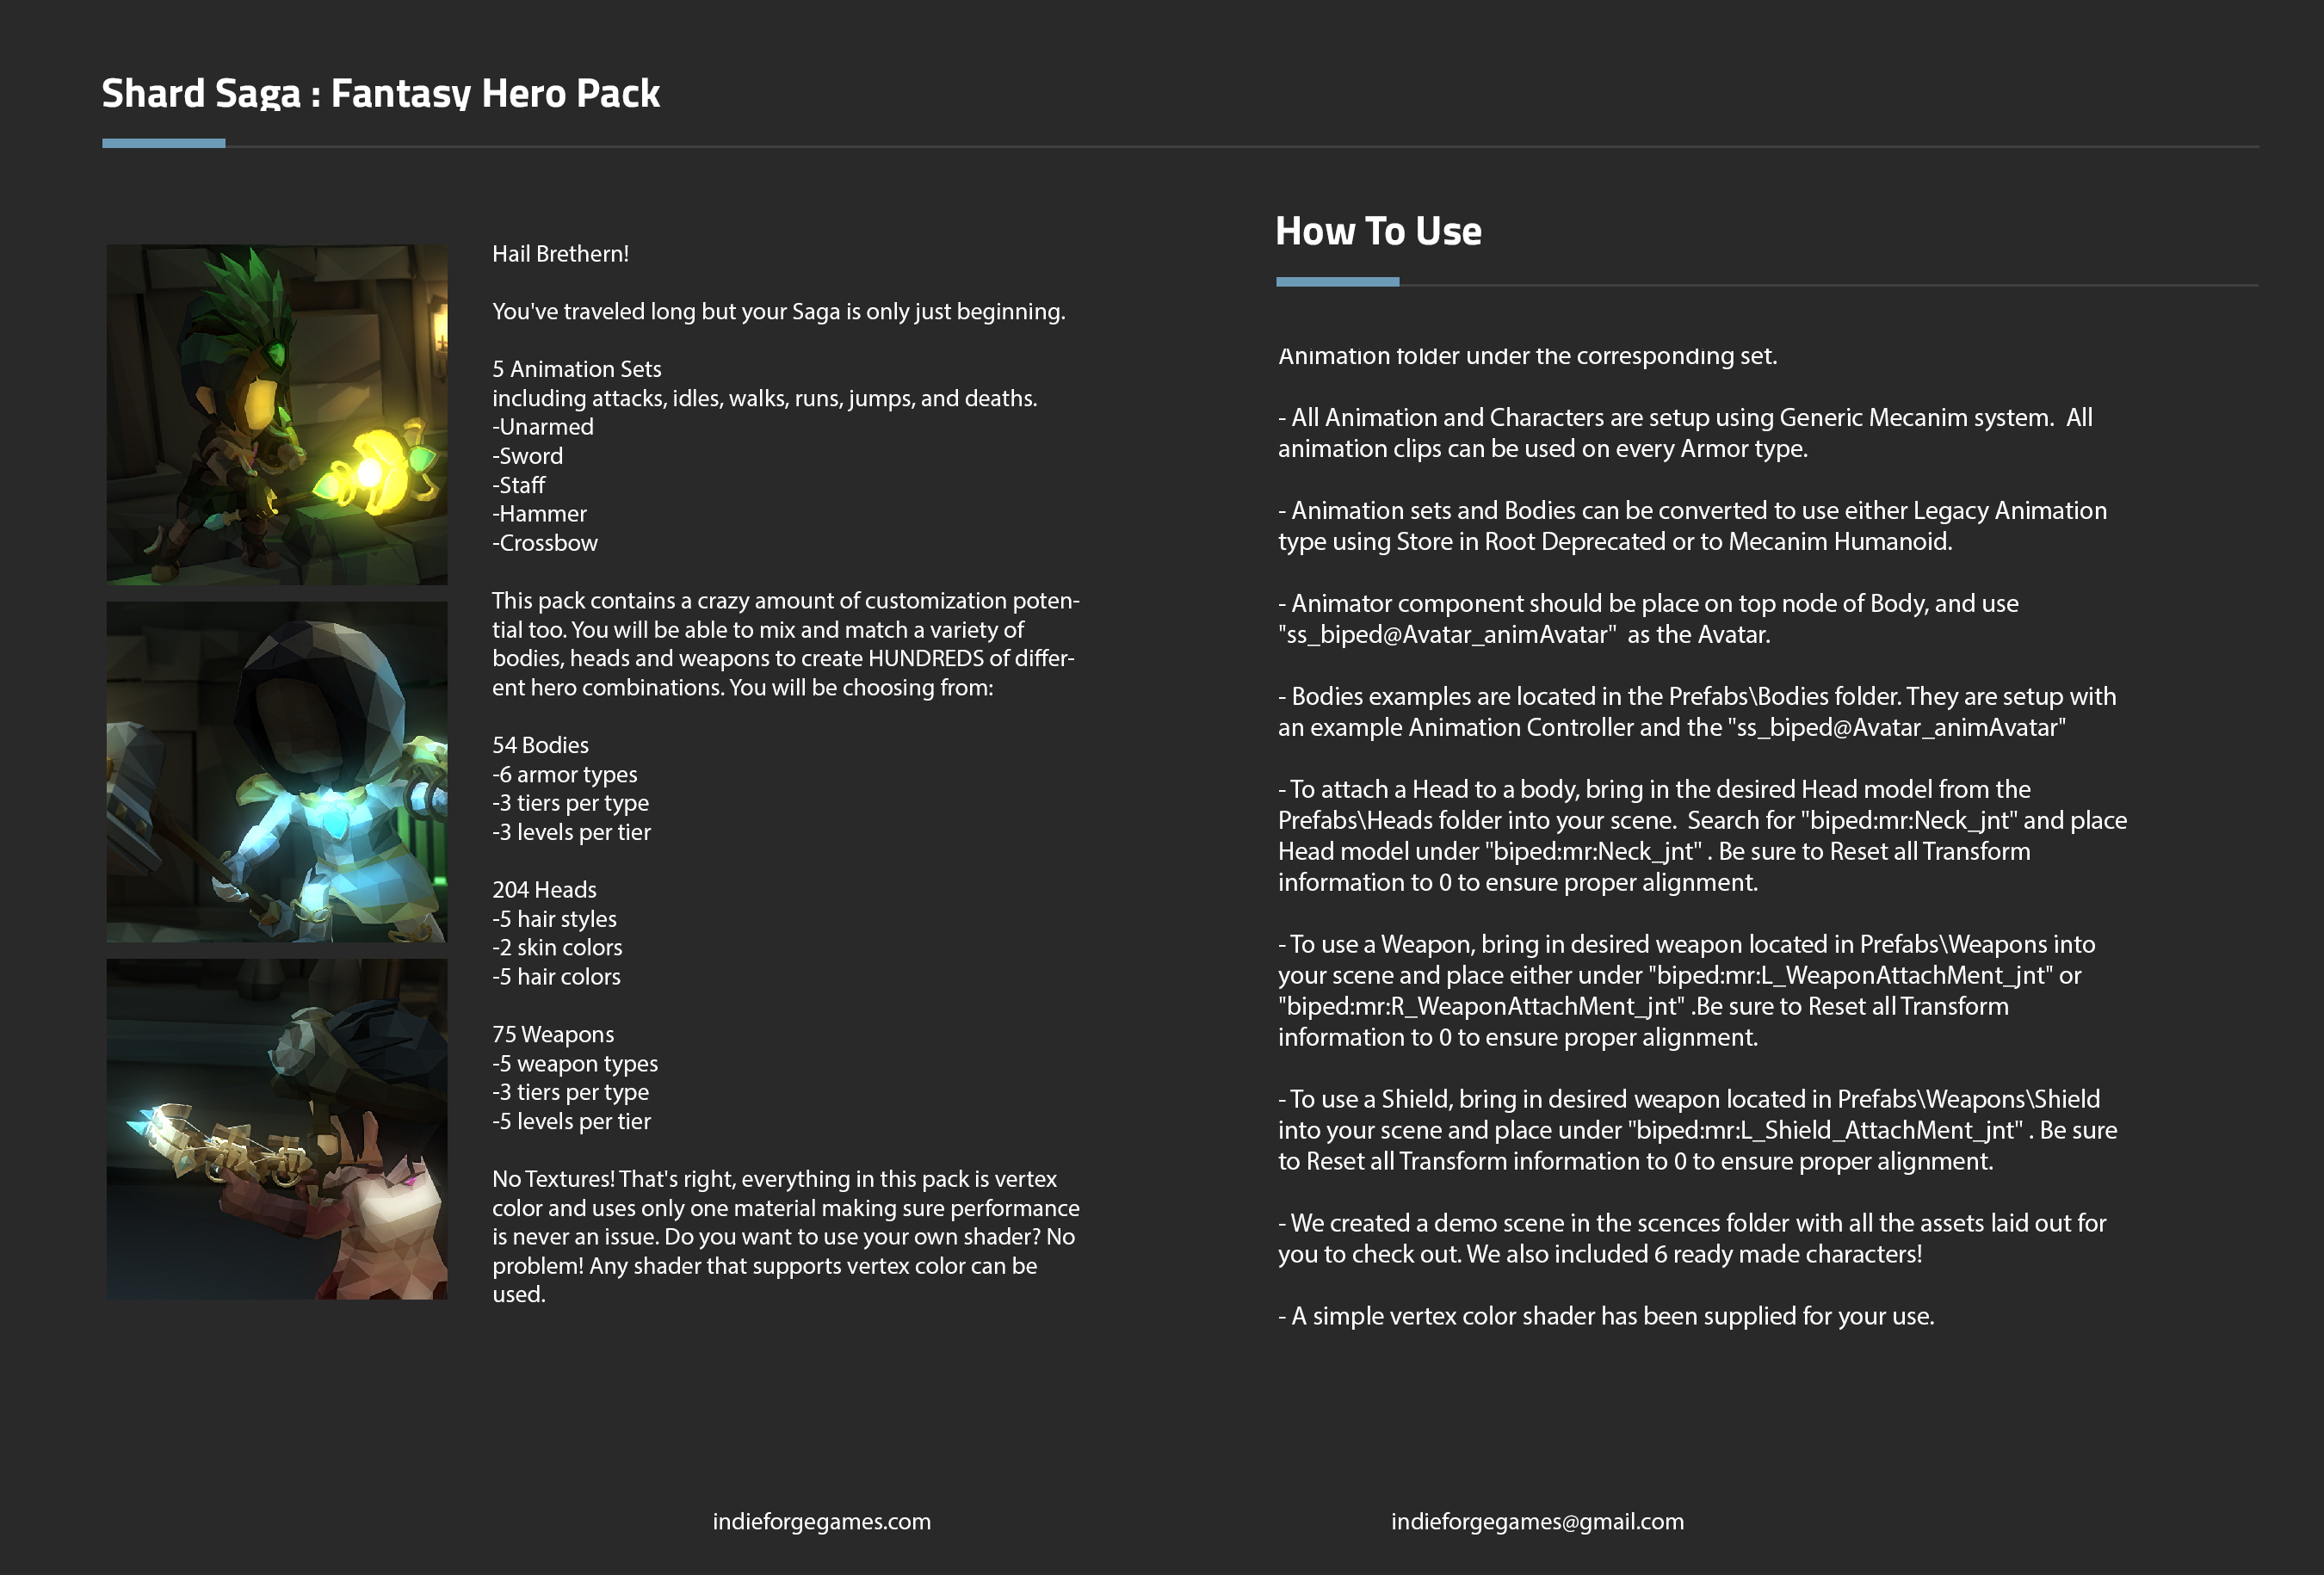 Shard Saga : Fantasy Hero Pack
Hail Brethern!
You've traveled long but your Saga is only just beginning.
5 Animation Sets
including attacks, idles, walks, runs, jumps, and deaths.
-Unarmed
-Sword
-Staff
-Hammer
-Crossbow
This pack contains a crazy amount of customization poten-
tial too. You will be able to mix and match a variety of
bodies, heads and weapons to create HUNDREDS of differ-
ent hero combinations. You will be choosing from:
54 Bodies
-6 armor types
-3 tiers per type
-3 levels per tier
204 Heads
-5 hair styles
-2 skin colors
-5 hair colors
75 Weapons
-5 weapon types
-3 tiers per type
-5 levels per tier
No Textures! That's right, everything in this pack is vertex
color and uses only one material making sure performance
is never an issue. Do you want to use your own shader? No
problem! Any shader that supports vertex color can be
used.
How To Use
Animation folder under the corresponding set.
- All Animation and Characters are setup using Generic Mecanim system.  All
animation clips can be used on every Armor type.
- Animation sets and Bodies can be converted to use either Legacy Animation
type using Store in Root Deprecated or to Mecanim Humanoid.
- Animator component should be place on top node of Body, and use
"ss_biped@Avatar_animAvatar"  as the Avatar.
- Bodies examples are located in the Prefabs\Bodies folder. They are setup with
an example Animation Controller and the "ss_biped@Avatar_animAvatar"
- To attach a Head to a body, bring in the desired Head model from the
Prefabs\Heads folder into your scene.  Search for "biped:mr:Neck_jnt" and place
Head model under "biped:mr:Neck_jnt" . Be sure to Reset all Transform
information to 0 to ensure proper alignment.
- To use a Weapon, bring in desired weapon located in Prefabs\Weapons into
your scene and place either under "biped:mr:L_WeaponAttachMent_jnt" or
"biped:mr:R_WeaponAttachMent_jnt" .Be sure to Reset all Transform
information to 0 to ensure proper alignment.
- To use a Shield, bring in desired weapon located in Prefabs\Weapons\Shield
into your scene and place under "biped:mr:L_Shield_AttachMent_jnt" . Be sure
to Reset all Transform information to 0 to ensure proper alignment.
- We created a demo scene in the scences folder with all the assets laid out for
you to check out. We also included 6 ready made characters!
- A simple vertex color shader has been supplied for your use.
indieforgegames.com
indieforgegames@gmail.com